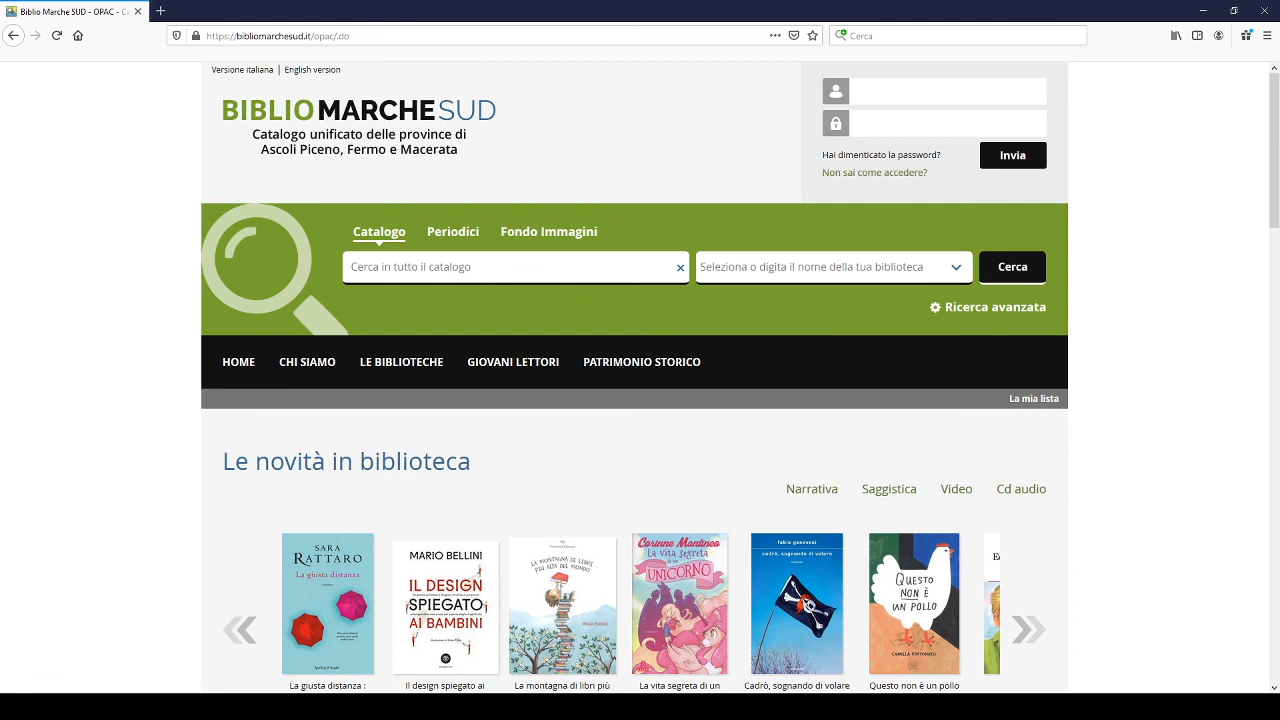 Biblio Marche SUD - OPAC - Ca
https://bibliomarchesud.it/opac/.do
Cerca
Versione italiana | English version
BIBLIOMARCHESUD
Catalogo unificato delle province di
Ascoli Piceno, Fermo e Macerata
Hai dimenticato la password?
Invia
Non sai come accedere?
Catalogo Periodici Fondo Immagini
Cerca in tutto il catalogo
Seleziona o digita il nome della tua biblioteca
Cerca
Ricerca avanzata
HOME CHI SIAMO LE BIBLIOTECHE GIOVANI LETTORI PATRIMONIO STORICO
La mia lista
Le novità in biblioteca
Narrativa Saggistica Video Cd audio
SARA
RATTARO
La giusta distanza
MARIO BELLINI
IL DESIGN
SPIEGATO
AI BAMBINI
LA MONTAGNA DI LIBRI
PIÙ ALTA DEL MONDO
Corinne Mantineo
La vita segreta
di un
UNICORNO
fabio genovesi
cadrò, sognando di volare
QUESTO
NON È
UN POLLO
La giusta distanza :
Il design spiegato ai
La montagna di libri più
La vita segreta di un
Cadrò, sognando di volare
Questo non è un pollo